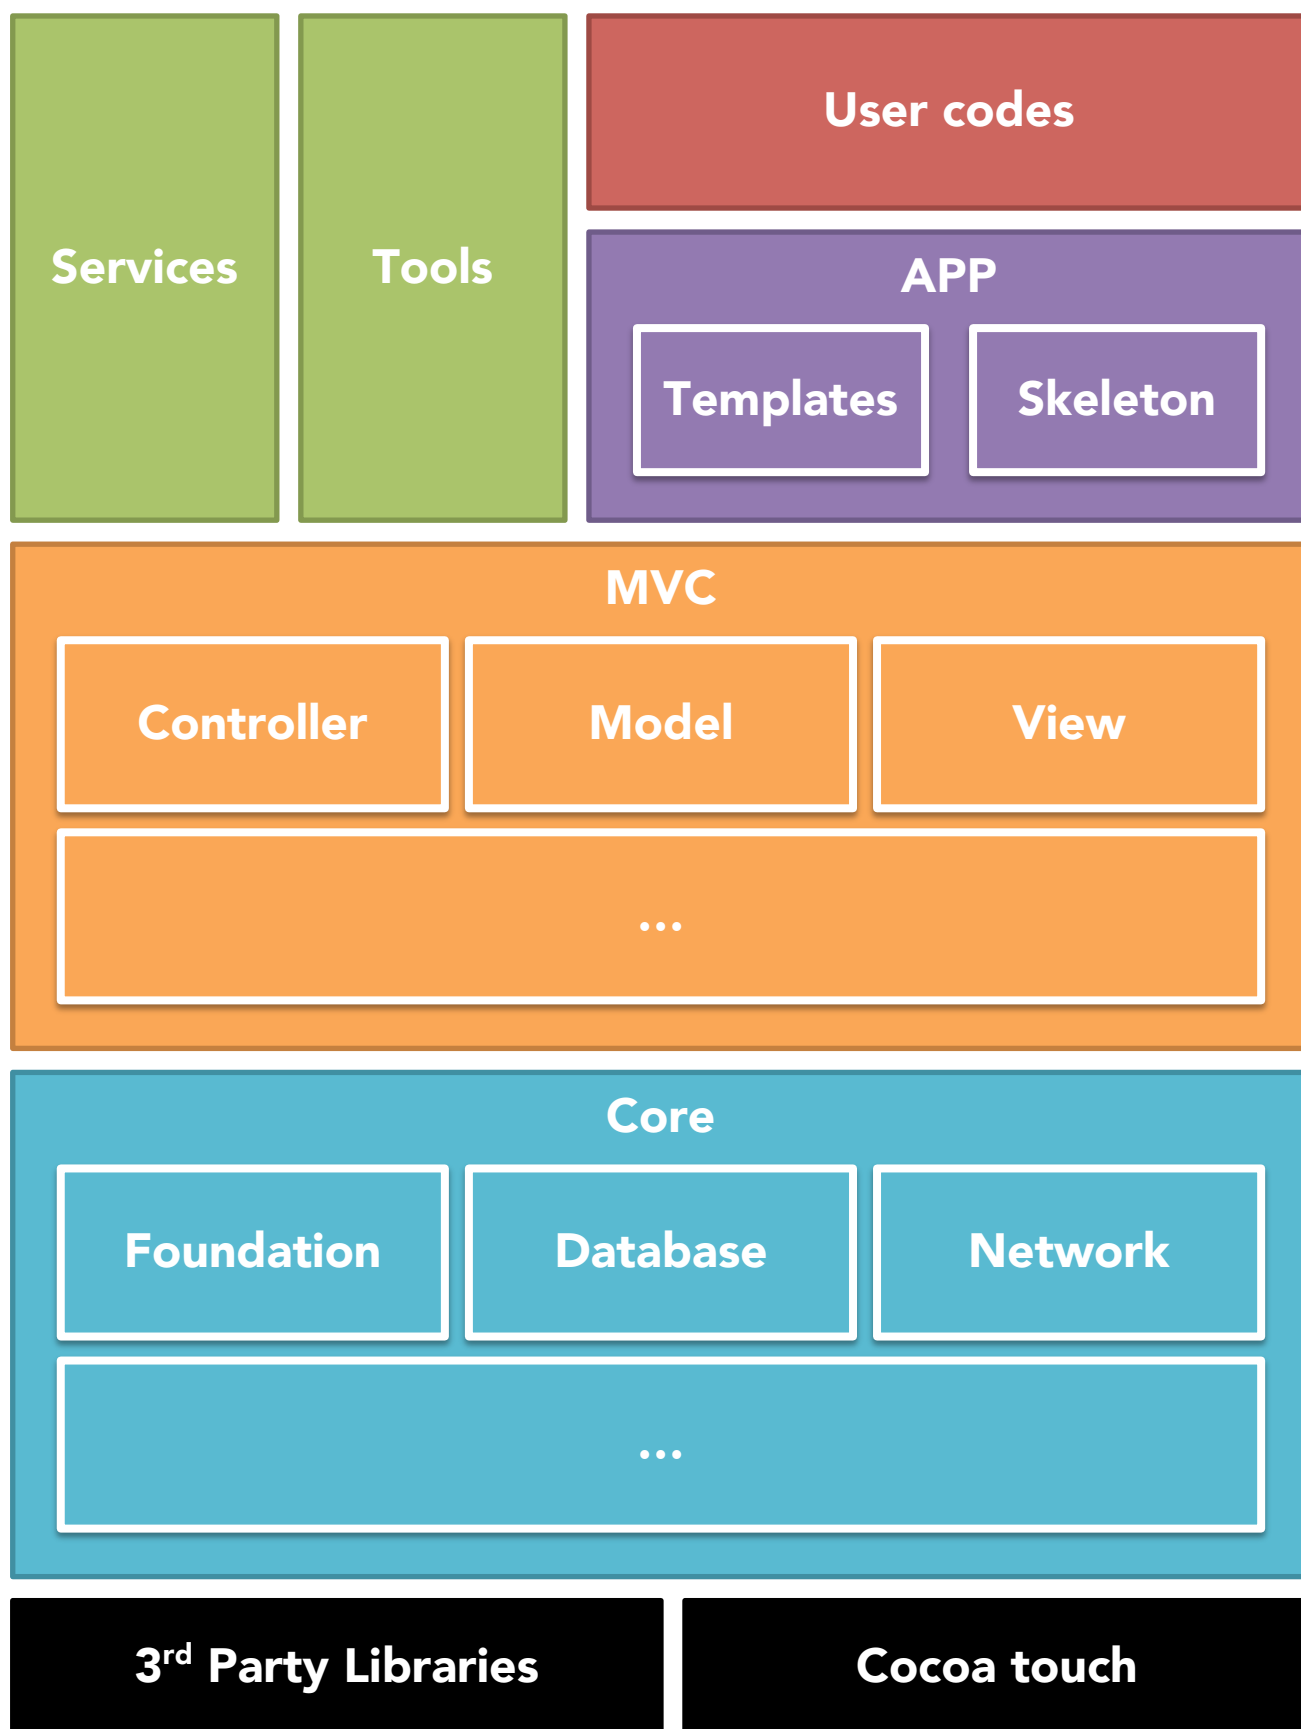 Services
Tools
User codes
APP
Templates
Skeleton
MVC
Controller
Model
View
...
Core
Foundation
Database
Network
...
3rd Party Libraries
Cocoa touch